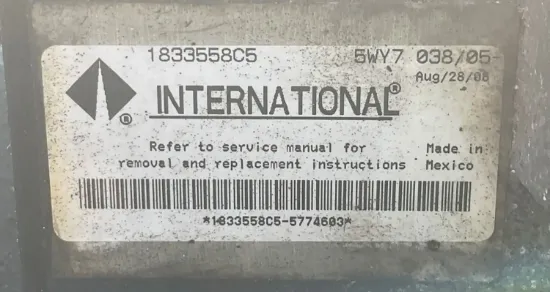 1833558C5 5WY7 038/05-
Aug/28/08
INTERNATIONAL®
®
Refer to service manual for Made in
removal and replacement instructions Mexico
*1833558C5-5774603*